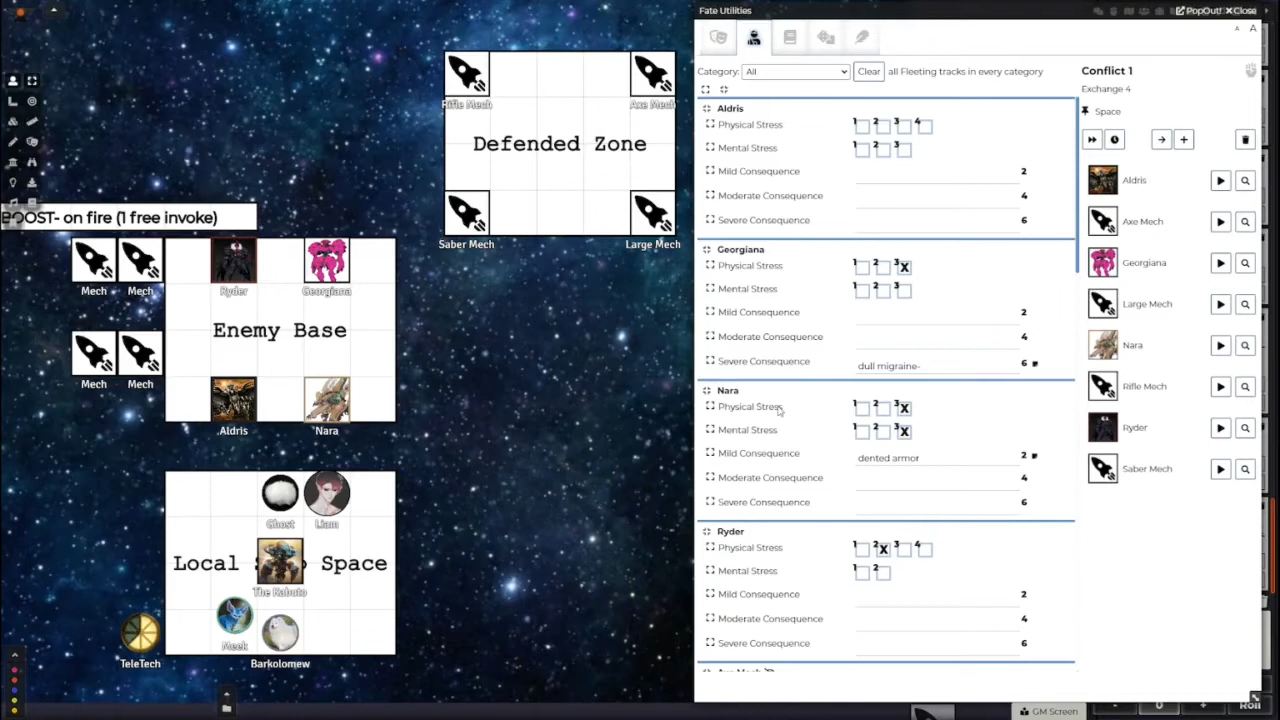 Fate Utilities
PopOut!
Close
A
A
Category:
All
Clear
all Fleeting tracks in every category
Conflict 1
Exchange 4
Space
Aldris
Physical Stress
1 2 3 4
Mental Stress
1 2 3
Mild Consequence
2
Moderate Consequence
4
Severe Consequence
6
Georgiana
Physical Stress
1 2 3 X
Mental Stress
1 2 3
Mild Consequence
2
Moderate Consequence
4
Severe Consequence
dull migraine-
6
Nara
Physical Stress
1 2 3 X
Mental Stress
1 2 3 X
Mild Consequence
dented armor
2
Moderate Consequence
4
Severe Consequence
6
Ryder
Physical Stress
1 2 X 3 4
Mental Stress
1 2
Mild Consequence
2
Moderate Consequence
4
Severe Consequence
6
Aldris
Axe Mech
Georgiana
Large Mech
Nara
Rifle Mech
Ryder
Saber Mech
GM Screen
-
0
+
Roll
Rifle Mech
Axe Mech
Defended Zone
Saber Mech
Large Mech
BOOST- on fire (1 free invoke)
Mech
Mech
Ryder
Georgiana
Enemy Base
Mech
Mech
Aldris
Nara
Ghost
Liam
Local
Space
The Kabuto
Meek
TeleTech
Barkolomew